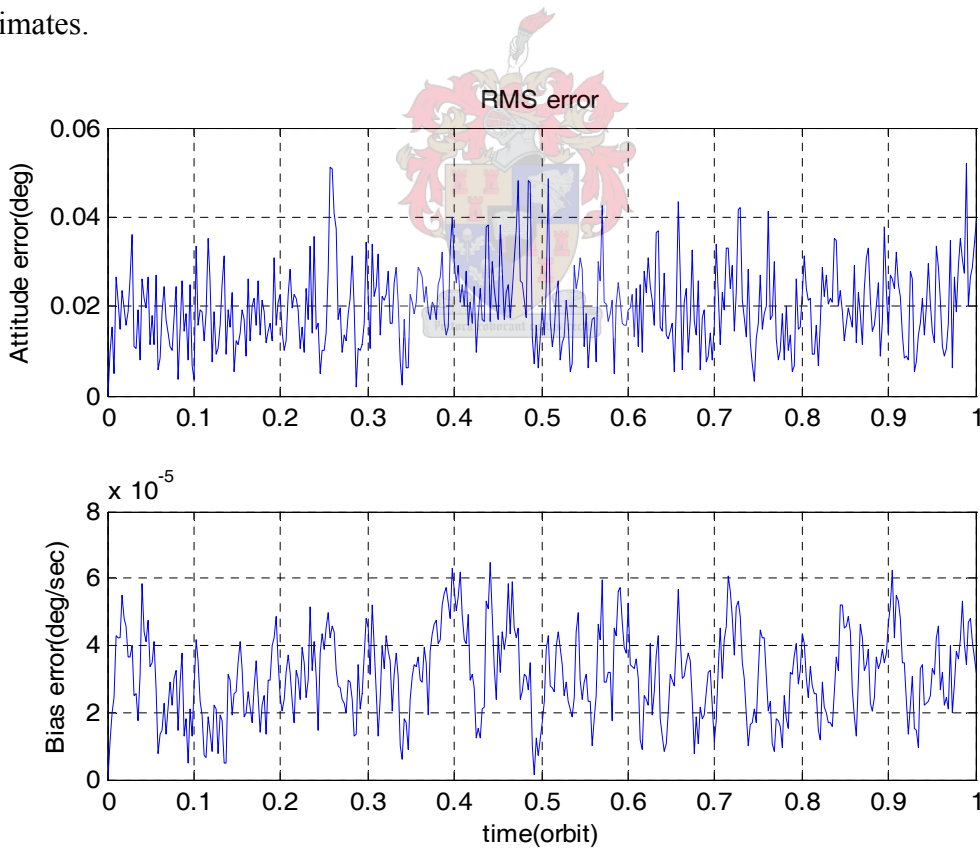 imates.
RMS error
0.06
0.04
0.02
0
Attitude error(deg)
0 0.1 0.2 0.3 0.4 0.5 0.6 0.7 0.8 0.9 1
x 10^-5
8
6
4
2
0
Bias error(deg/sec)
0 0.1 0.2 0.3 0.4 0.5 0.6 0.7 0.8 0.9 1
time(orbit)